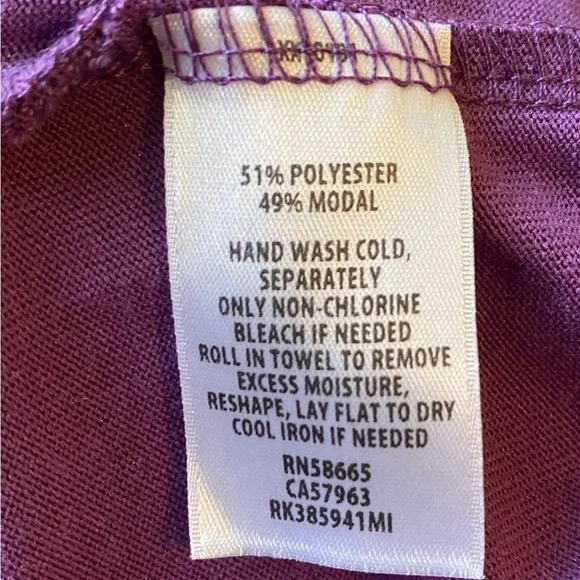 51% POLYESTER
49% MODAL
HAND WASH COLD,
SEPARATELY
ONLY NON-CHLORINE
BLEACH IF NEEDED
ROLL IN TOWEL TO REMOVE
EXCESS MOISTURE,
RESHAPE, LAY FLAT TO DRY
COOL IRON IF NEEDED
RN58665
CA57963
RK385941MI